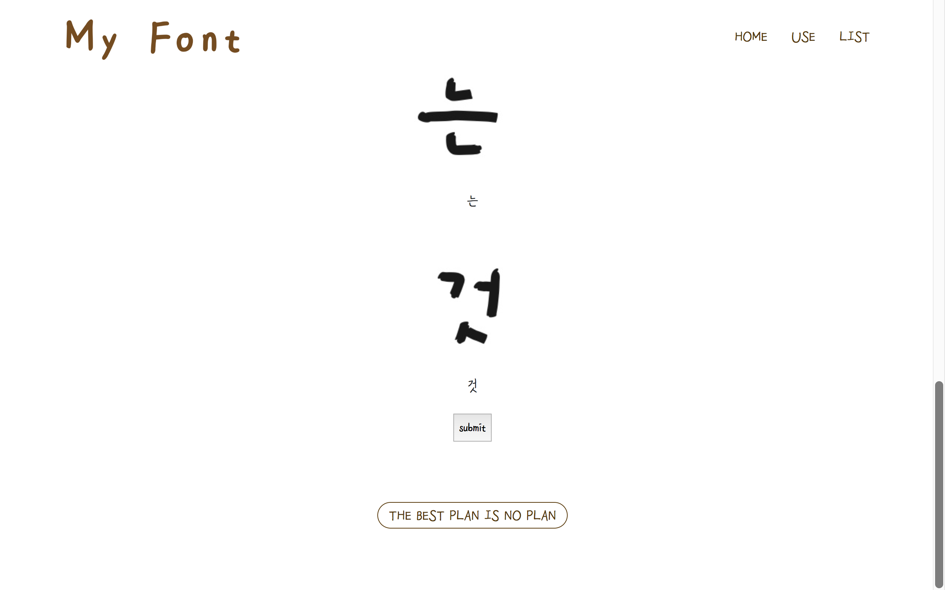 My Font
HOME USE LIST
는
는
것
것
submit
THE BEST PLAN IS NO PLAN